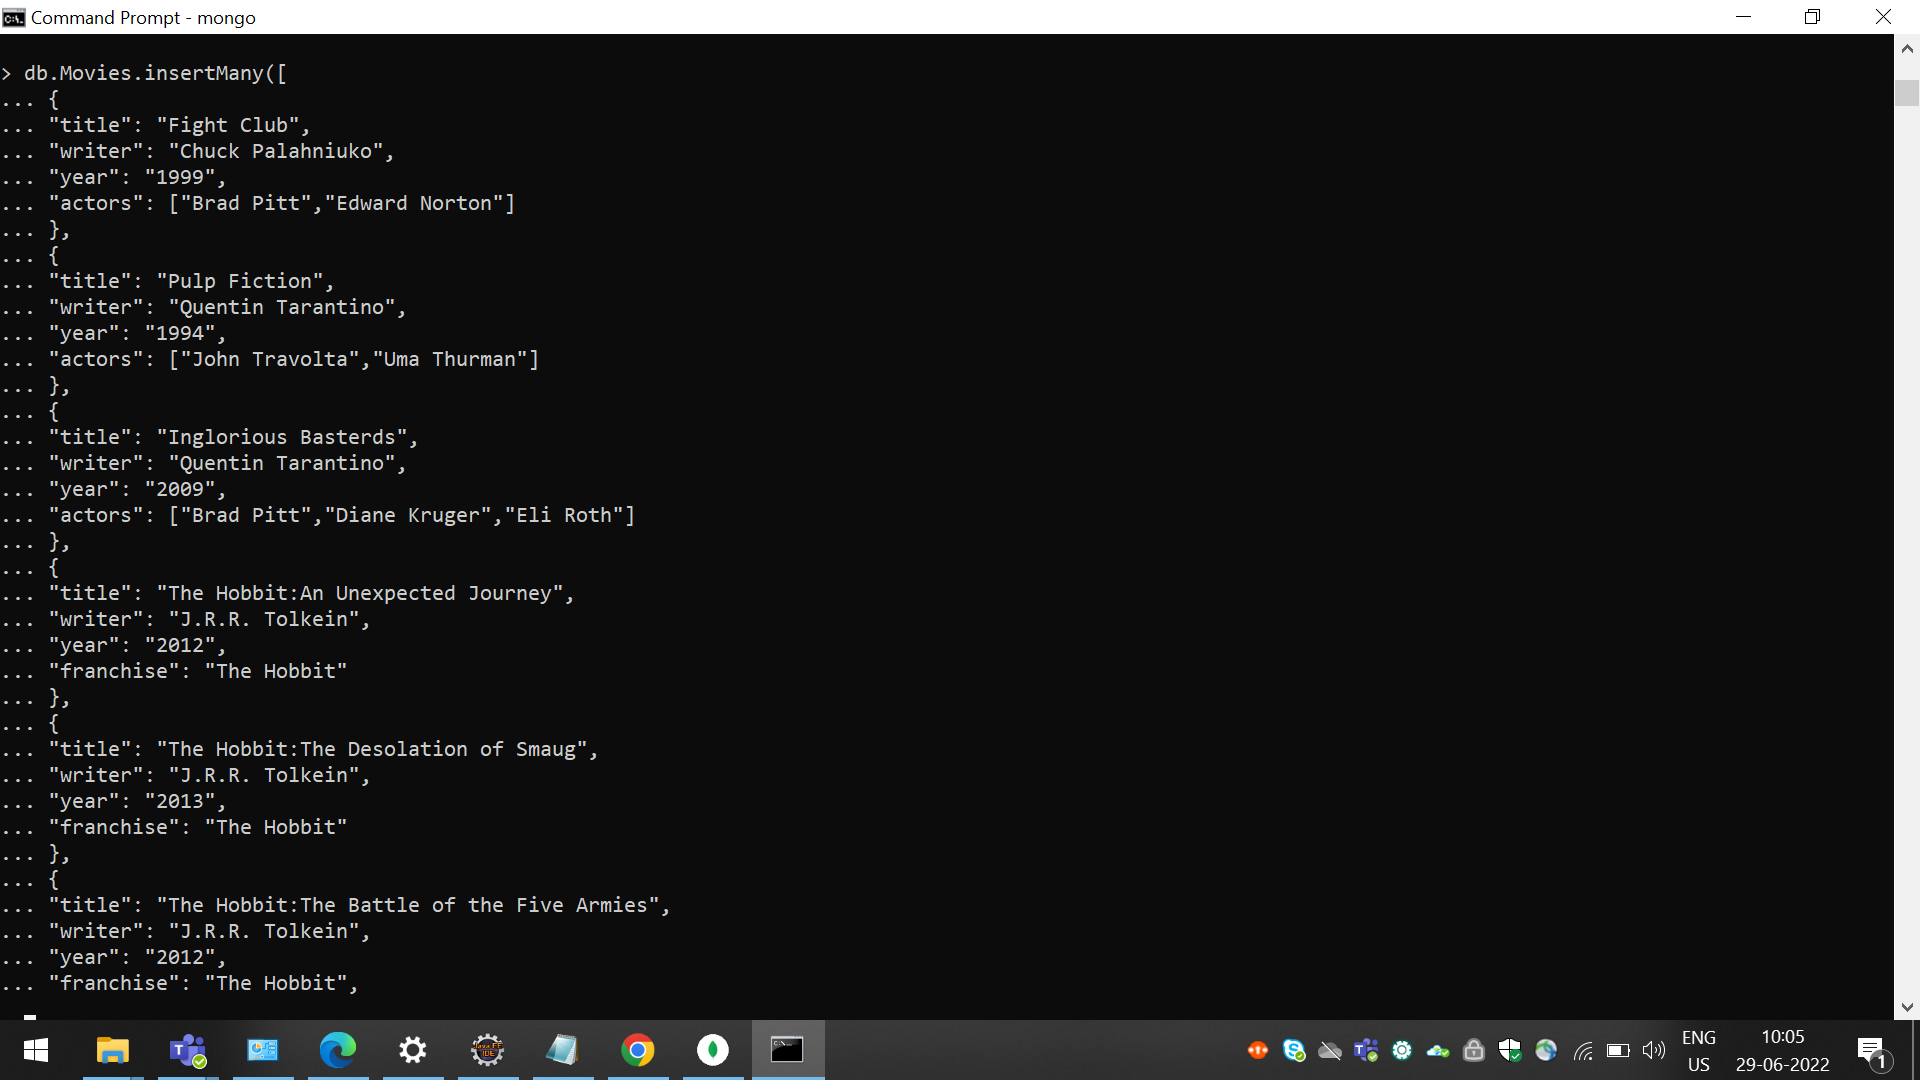 Command Prompt - mongo
> db.Movies.insertMany([
... {
... "title": "Fight Club",
... "writer": "Chuck Palahniuko",
... "year": "1999",
... "actors": ["Brad Pitt","Edward Norton"]
... },
... {
... "title": "Pulp Fiction",
... "writer": "Quentin Tarantino",
... "year": "1994",
... "actors": ["John Travolta","Uma Thurman"]
... },
... {
... "title": "Inglorious Basterds",
... "writer": "Quentin Tarantino",
... "year": "2009",
... "actors": ["Brad Pitt","Diane Kruger","Eli Roth"]
... },
... {
... "title": "The Hobbit:An Unexpected Journey",
... "writer": "J.R.R. Tolkein",
... "year": "2012",
... "franchise": "The Hobbit"
... },
... {
... "title": "The Hobbit:The Desolation of Smaug",
... "writer": "J.R.R. Tolkein",
... "year": "2013",
... "franchise": "The Hobbit"
... },
... {
... "title": "The Hobbit:The Battle of the Five Armies",
... "writer": "J.R.R. Tolkein",
... "year": "2012",
... "franchise": "The Hobbit",
ENG 10:05
US 29-06-2022
1